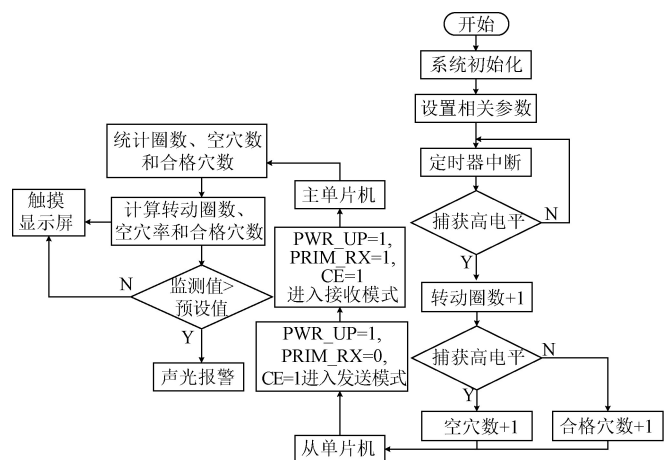 开始
系统初始化
设置相关参数
定时器中断
捕获高电平
N
Y
转动圈数+1
捕获高电平
N
Y
空穴数+1
合格穴数+1
从单片机
PWR_UP=1,
PRIM_RX=0,
CE=1进入发送模式
PWR_UP=1,
PRIM_RX=1,
CE=1
进入接收模式
主单片机
统计圈数、空穴数
和合格穴数
计算转动圈数、
空穴率和合格穴数
触摸
显示屏
监测值>
预设值
N
Y
声光报警